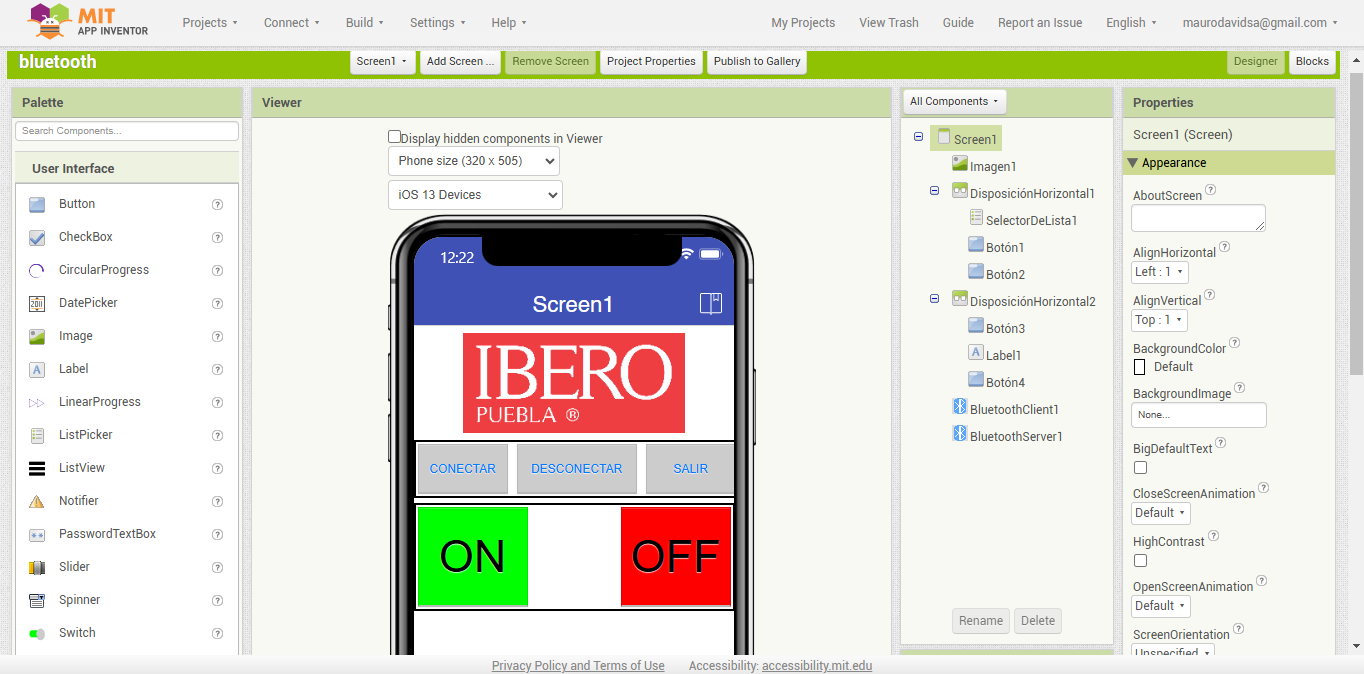 MIT
APP INVENTOR
Projects
Connect
Build
Settings
Help
My Projects
View Trash
Guide
Report an Issue
English
maurodavidsa@gmail.com
bluetooth
Screen1
Add Screen ...
Remove Screen
Project Properties
Publish to Gallery
Designer
Blocks
Palette
Search Components...
User Interface
Button
CheckBox
CircularProgress
DatePicker
Image
Label
LinearProgress
ListPicker
ListView
Notifier
PasswordTextBox
Slider
Spinner
Switch
Viewer
Display hidden components in Viewer
Phone size (320 x 505)
iOS 13 Devices
12:22
Screen1
IBERO
PUEBLA ®
CONECTAR
DESCONECTAR
SALIR
ON
OFF
All Components
Screen1
Imagen1
DisposiciónHorizontal1
SelectorDeLista1
Botón1
Botón2
DisposiciónHorizontal2
Botón3
Label1
Botón4
BluetoothClient1
BluetoothServer1
Rename
Delete
Properties
Screen1 (Screen)
Appearance
AboutScreen
AlignHorizontal
Left : 1
AlignVertical
Top : 1
BackgroundColor
Default
BackgroundImage
None...
BigDefaultText
CloseScreenAnimation
Default
HighContrast
OpenScreenAnimation
Default
ScreenOrientation
Unspecified
Privacy Policy and Terms of Use
Accessibility: accessibility.mit.edu